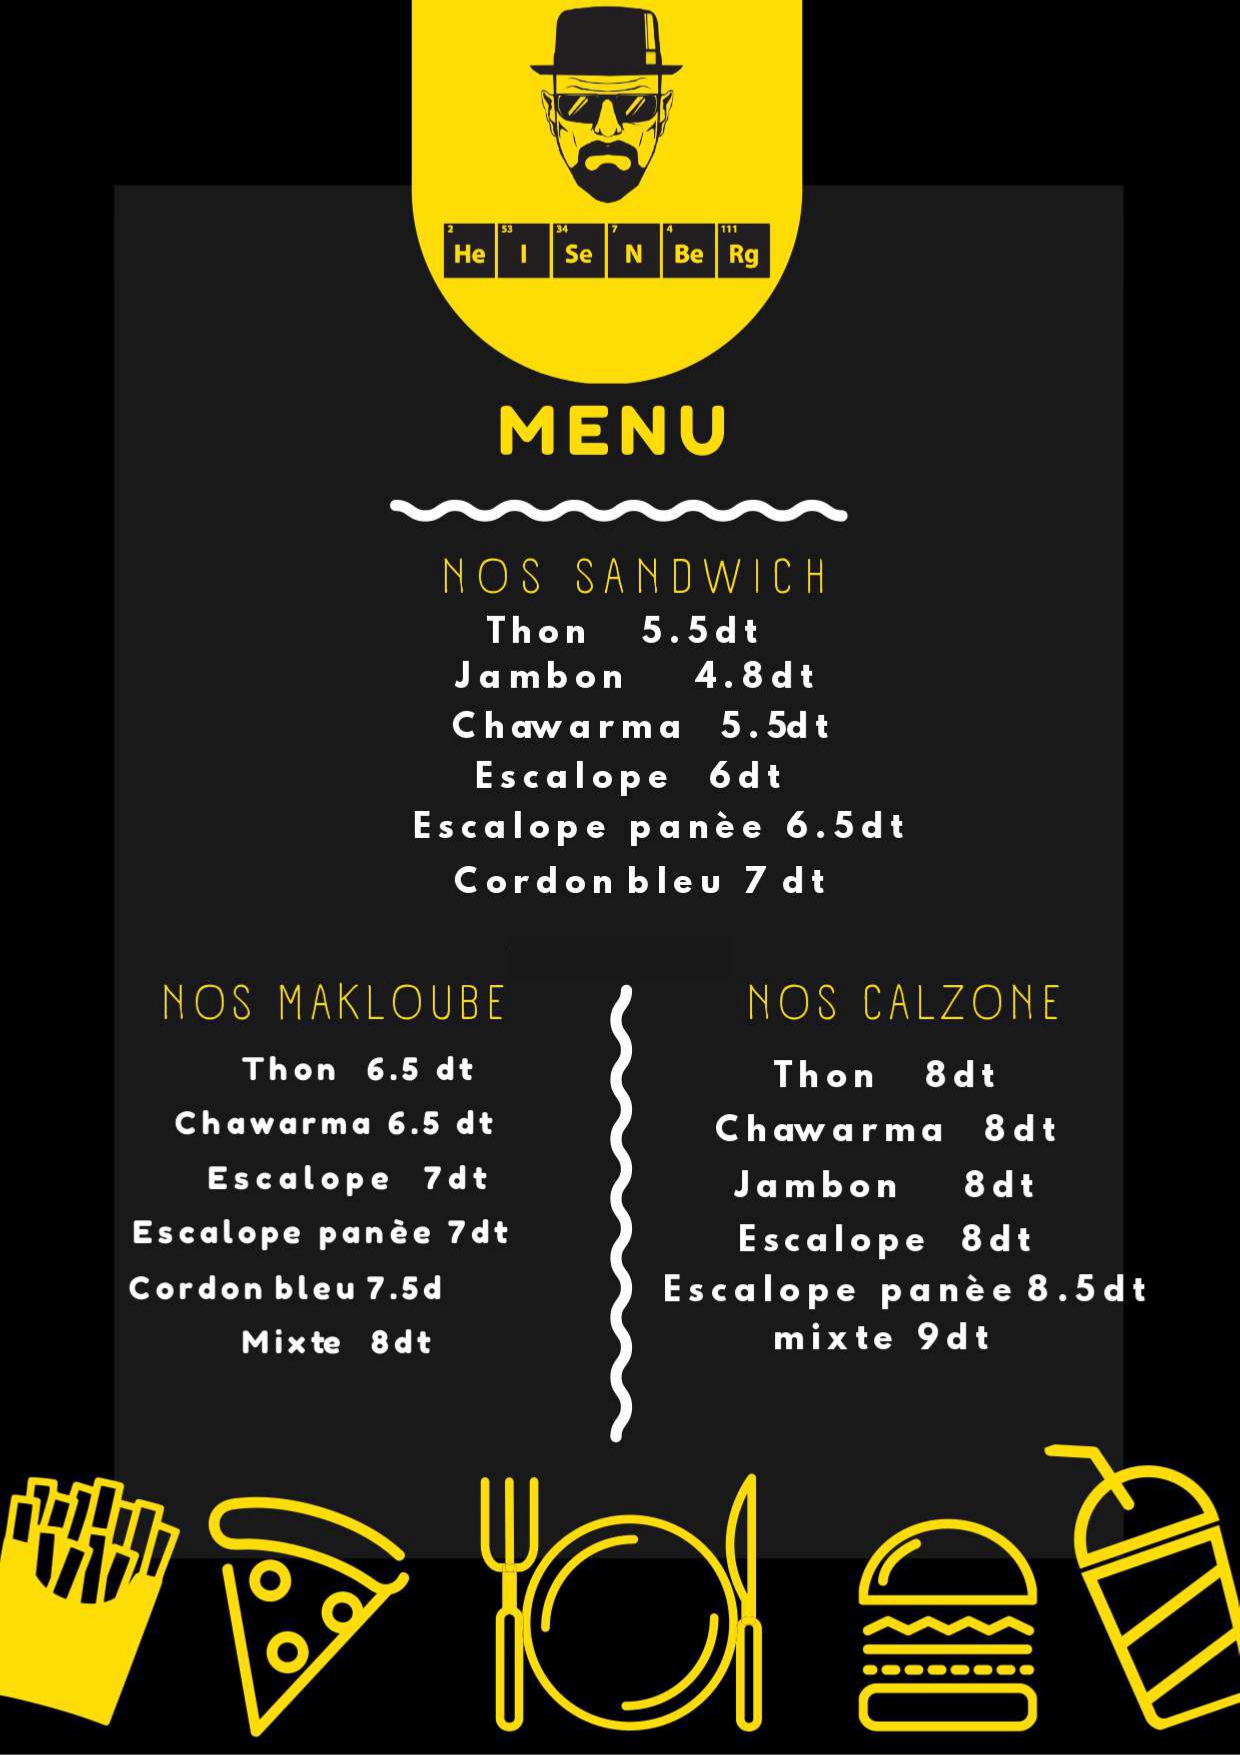 2 53 34 7 4 111
He I Se N Be Rg
MENU
NOS SANDWICH
Thon 5.5dt
Jambon 4.8dt
Chawarma 5.5dt
Escalope 6dt
Escalope panèe 6.5dt
Cordon bleu 7 dt
NOS MAKLOUBE
Thon 6.5 dt
Chawarma 6.5 dt
Escalope 7dt
Escalope panèe 7dt
Cordon bleu 7.5d
Mixte 8dt
NOS CALZONE
Thon 8dt
Chawarma 8dt
Jambon 8dt
Escalope 8dt
Escalope panèe 8.5dt
mixte 9dt